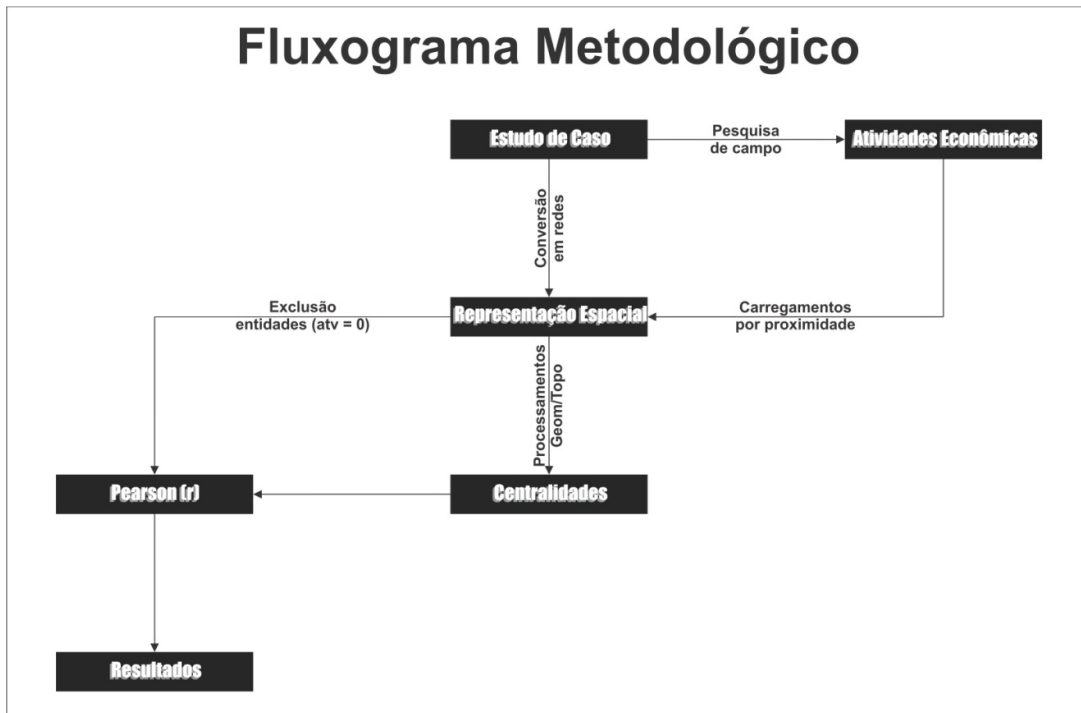 Fluxograma Metodológico
Estudo de Caso
Pesquisa
de campo
Atividades Econômicas
Conversão
em redes
Exclusão
entidades (atv = 0)
Representação Espacial
Carregamentos
por proximidade
Processamentos
Geom/Topo
Pearson (r)
Centralidades
Resultados